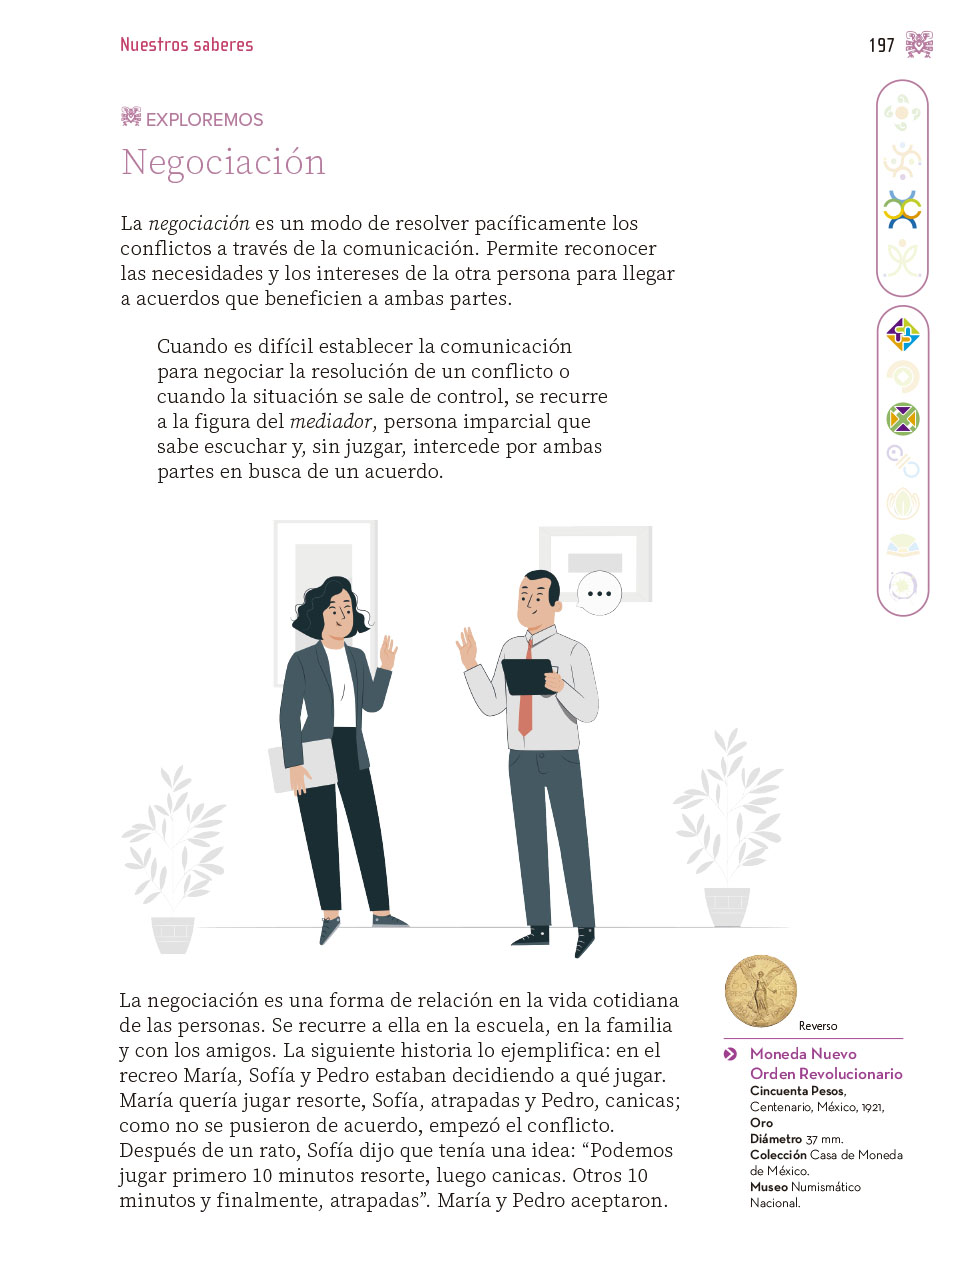 Nuestros saberes
197
EXPLOREMOS
Negociación
La negociación es un modo de resolver pacíficamente los
conflictos a través de la comunicación. Permite reconocer
las necesidades y los intereses de la otra persona para llegar
a acuerdos que beneficien a ambas partes.
Cuando es difícil establecer la comunicación
para negociar la resolución de un conflicto o
cuando la situación se sale de control, se recurre
a la figura del mediador, persona imparcial que
sabe escuchar y, sin juzgar, intercede por ambas
partes en busca de un acuerdo.
La negociación es una forma de relación en la vida cotidiana
de las personas. Se recurre a ella en la escuela, en la familia
y con los amigos. La siguiente historia lo ejemplifica: en el
recreo María, Sofía y Pedro estaban decidiendo a qué jugar.
María quería jugar resorte, Sofía, atrapadas y Pedro, canicas;
como no se pusieron de acuerdo, empezó el conflicto.
Después de un rato, Sofía dijo que tenía una idea: “Podemos
jugar primero 10 minutos resorte, luego canicas. Otros 10
minutos y finalmente, atrapadas”. María y Pedro aceptaron.
Reverso
Moneda Nuevo
Orden Revolucionario
Cincuenta Pesos,
Centenario, México, 1921,
Oro
Diámetro 37 mm.
Colección Casa de Moneda
de México.
Museo Numismático
Nacional.